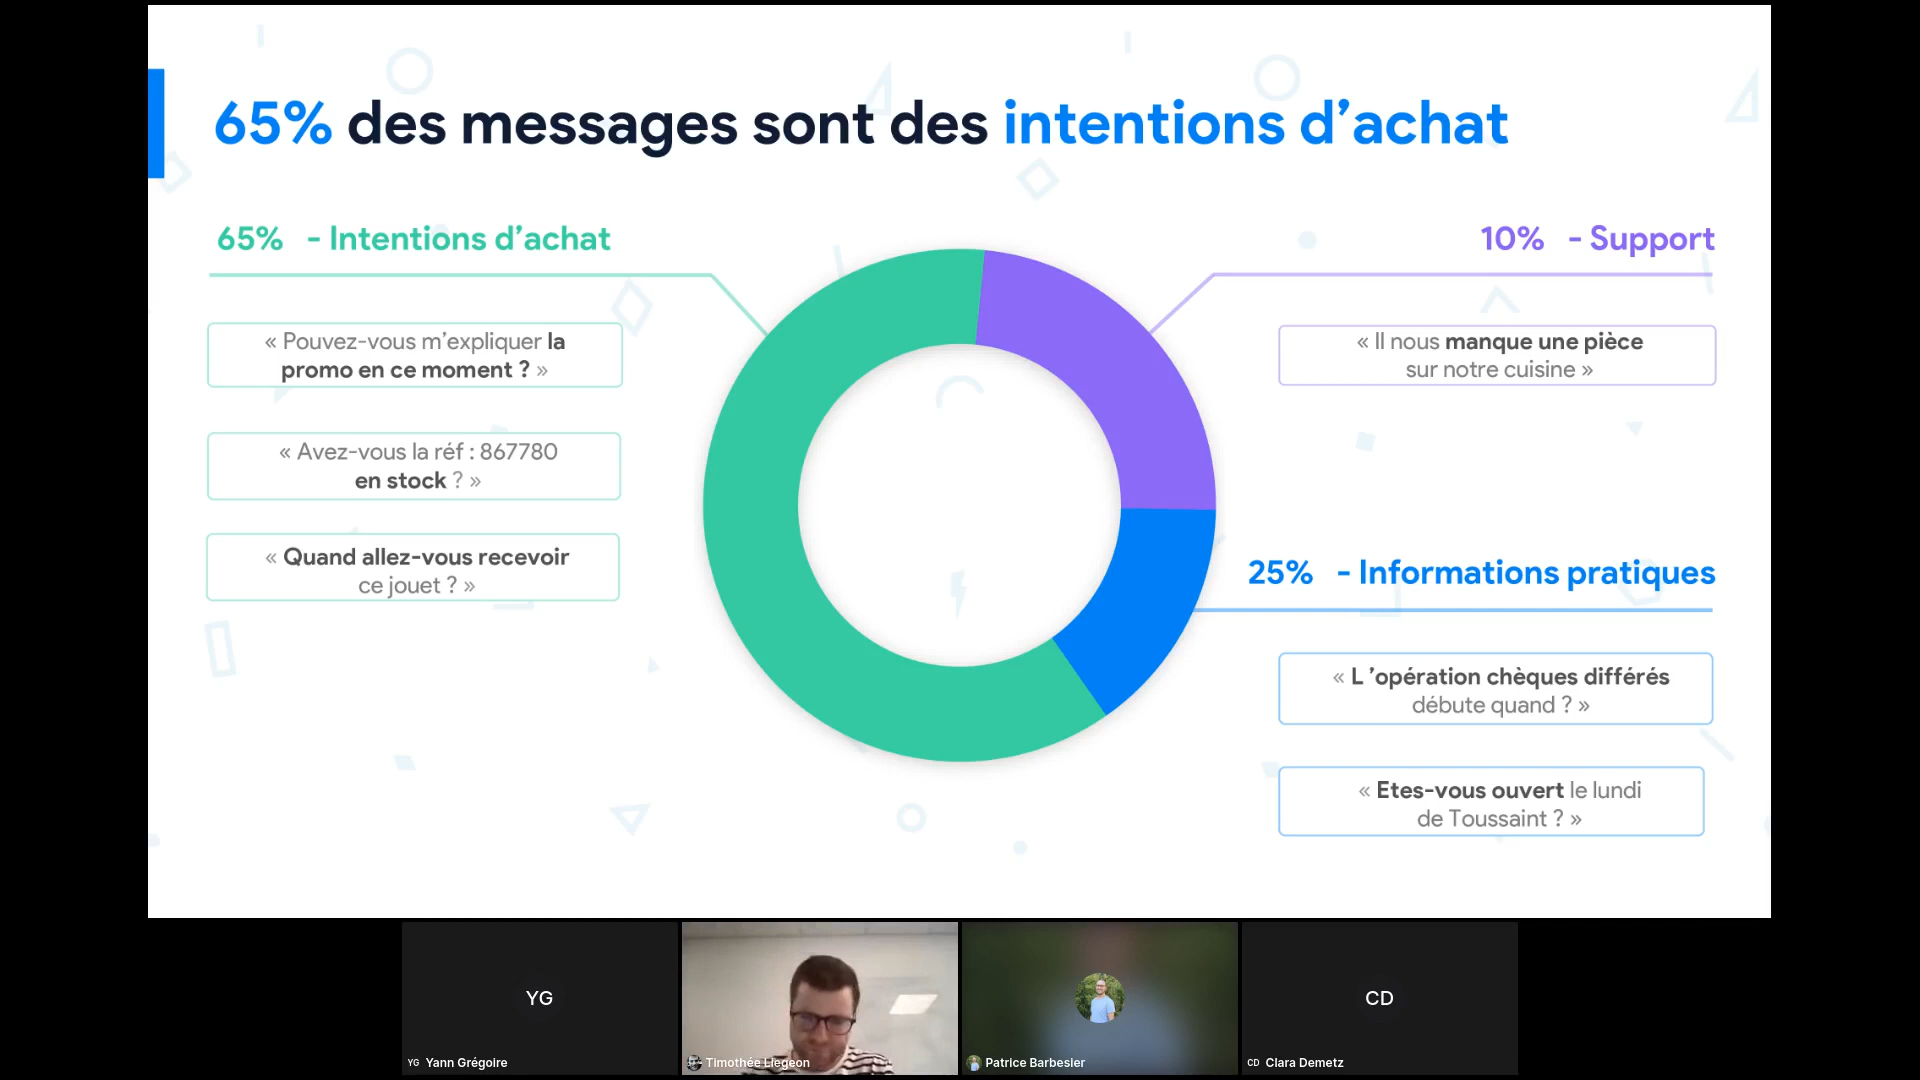 65% des messages sont des intentions d’achat
65% - Intentions d’achat
« Pouvez-vous m’expliquer la
promo en ce moment ? »
« Avez-vous la réf : 867780
en stock ? »
« Quand allez-vous recevoir
ce jouet ? »
10% - Support
« Il nous manque une pièce
sur notre cuisine »
25% - Informations pratiques
« L ’opération chèques différés
débute quand ? »
« Etes-vous ouvert le lundi
de Toussaint ? »
YG
YG Yann Grégoire
Timothée Liegeon
Patrice Barbesier
CD
CD Clara Demetz